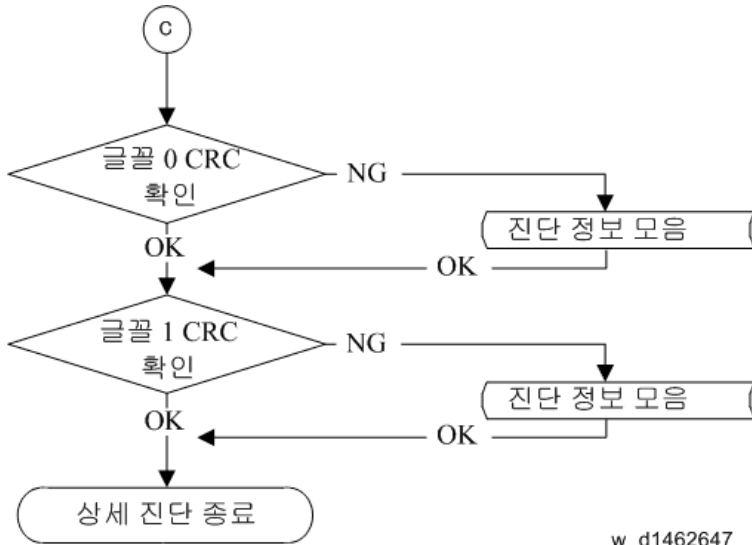 C
글꼴 0 CRC
확인
NG
진단 정보 모음
OK
OK
글꼴 1 CRC
확인
NG
진단 정보 모음
OK
OK
상세 진단 종료
w_d1462647